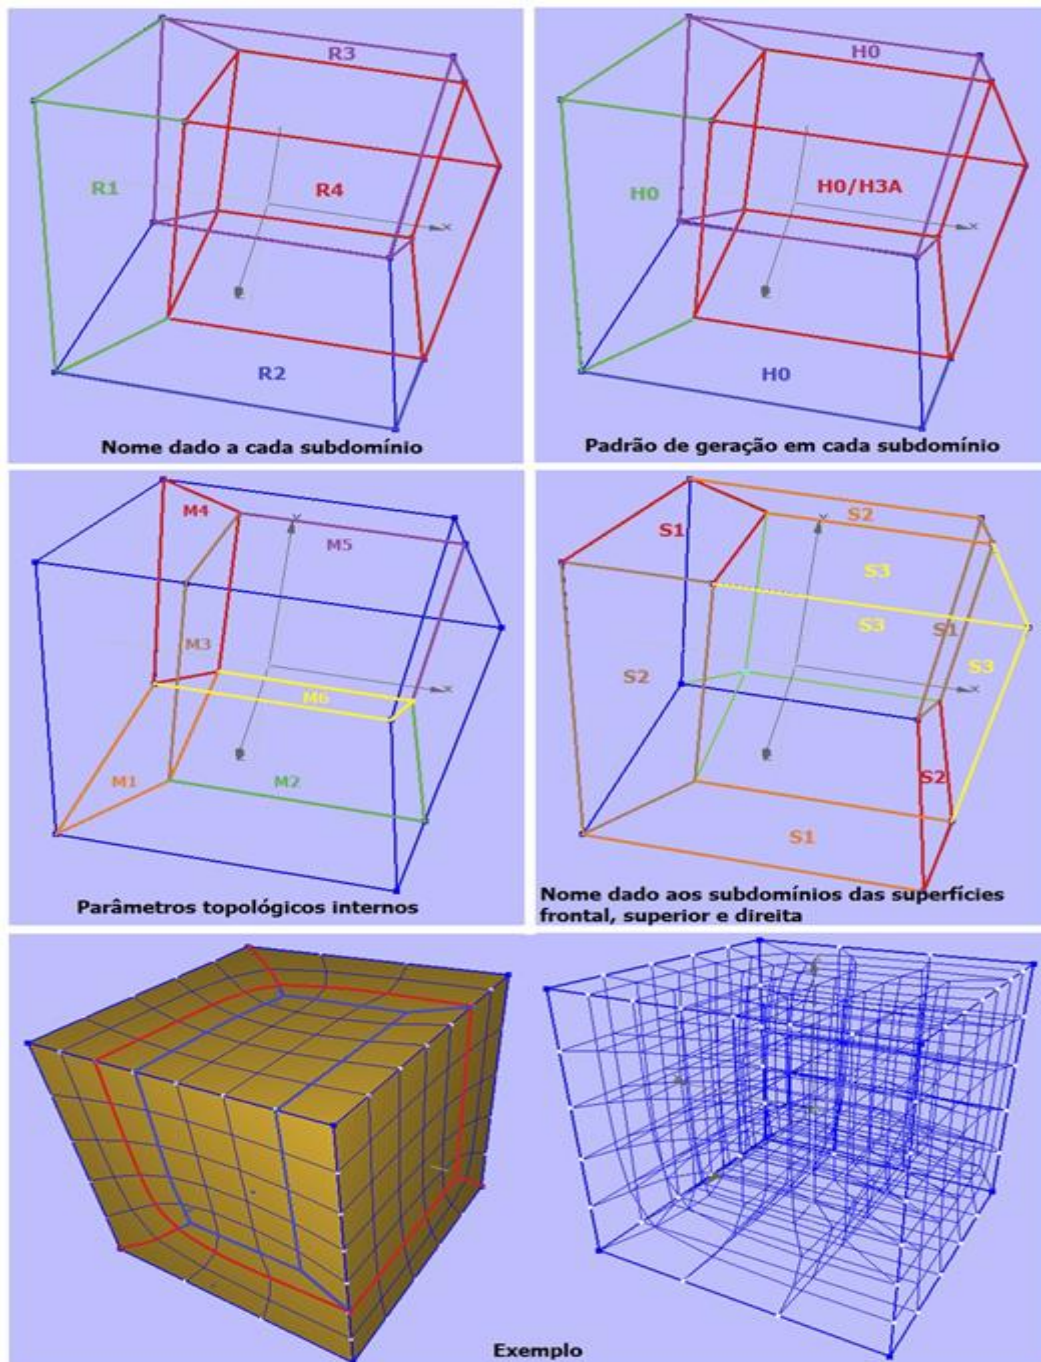 R3
R1
R4
R2
Nome dado a cada subdomínio
H0
H0
H0/H3A
H0
Padrão de geração em cada subdomínio
M4
M5
M3
M6
M1
M2
Parâmetros topológicos internos
S1
S2
S3
S3
S1
S2
S3
S2
S1
Nome dado aos subdomínios das superfícies
frontal, superior e direita
Exemplo